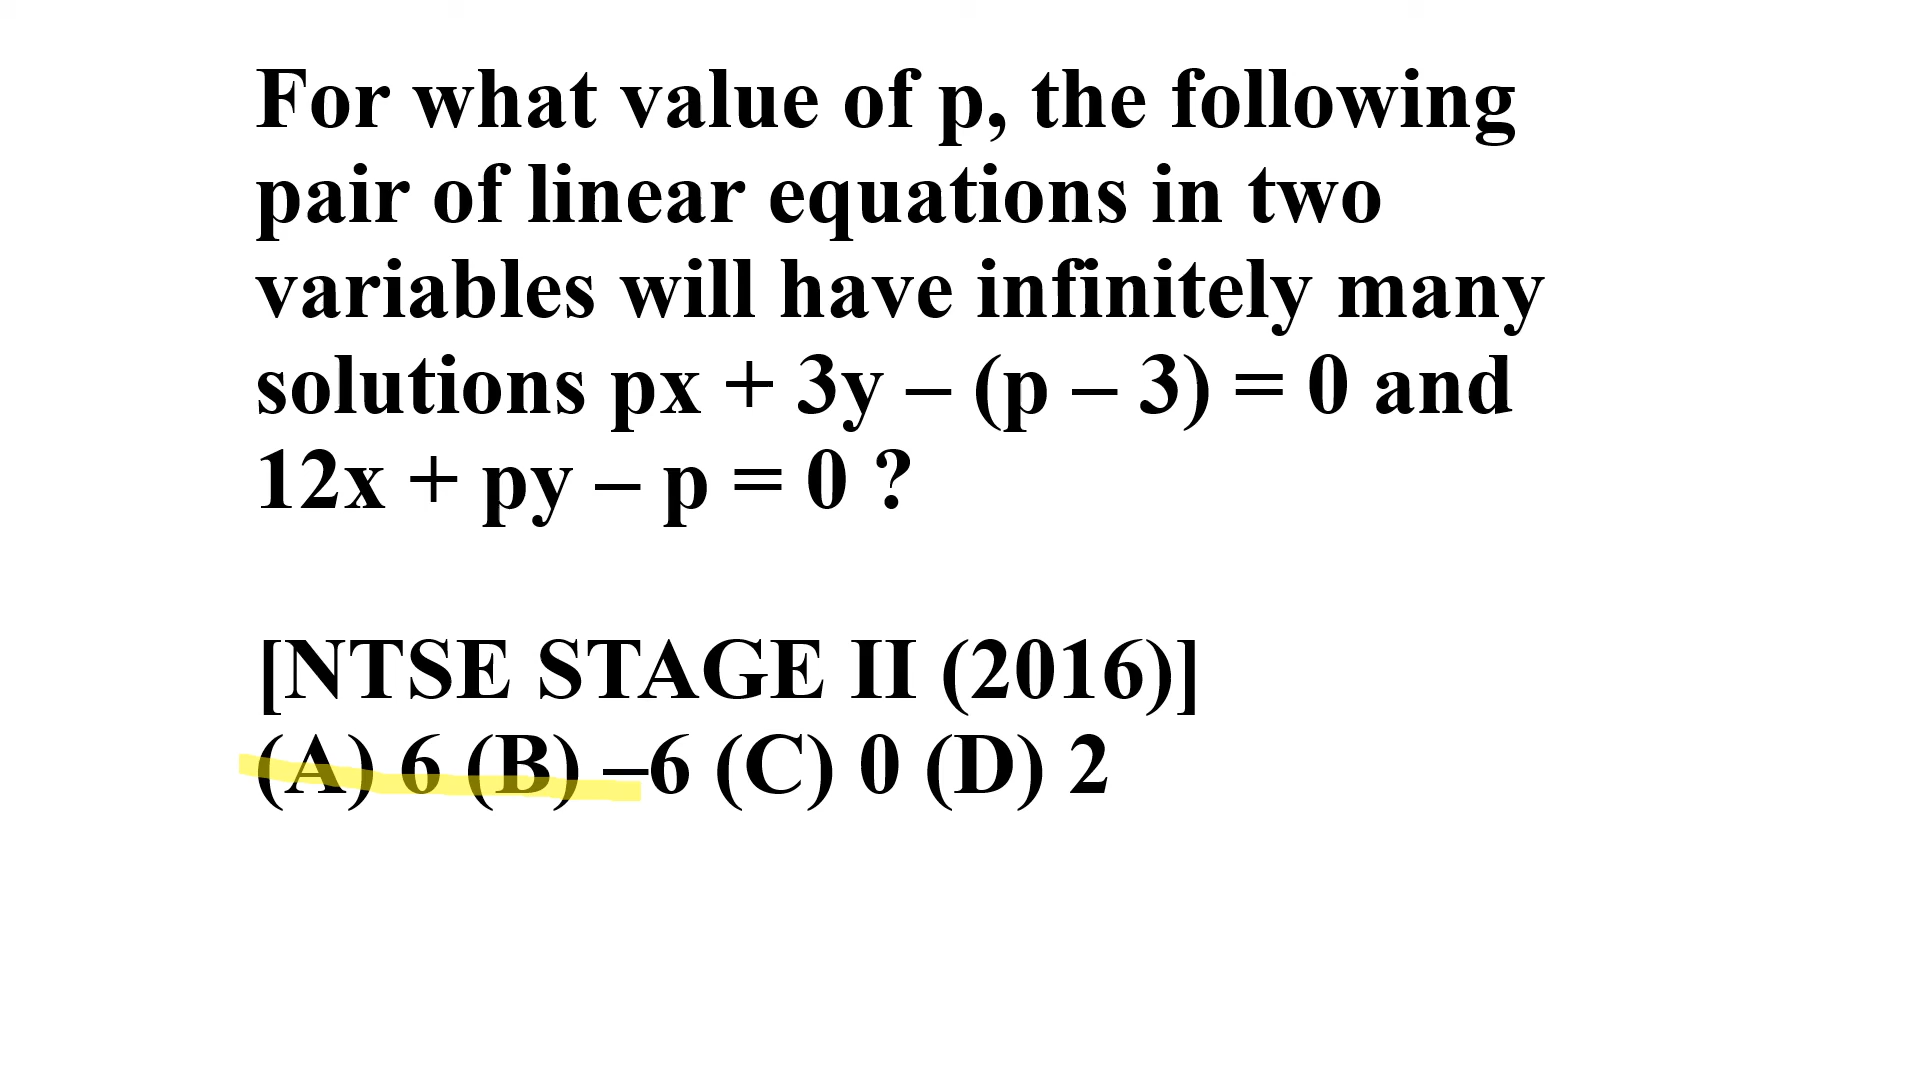 For what value of p, the following
pair of linear equations in two
variables will have infinitely many
solutions px + 3y – (p – 3) = 0 and
12x + py – p = 0 ?
[NTSE STAGE II (2016)]
(A) 6 (B) –6 (C) 0 (D) 2